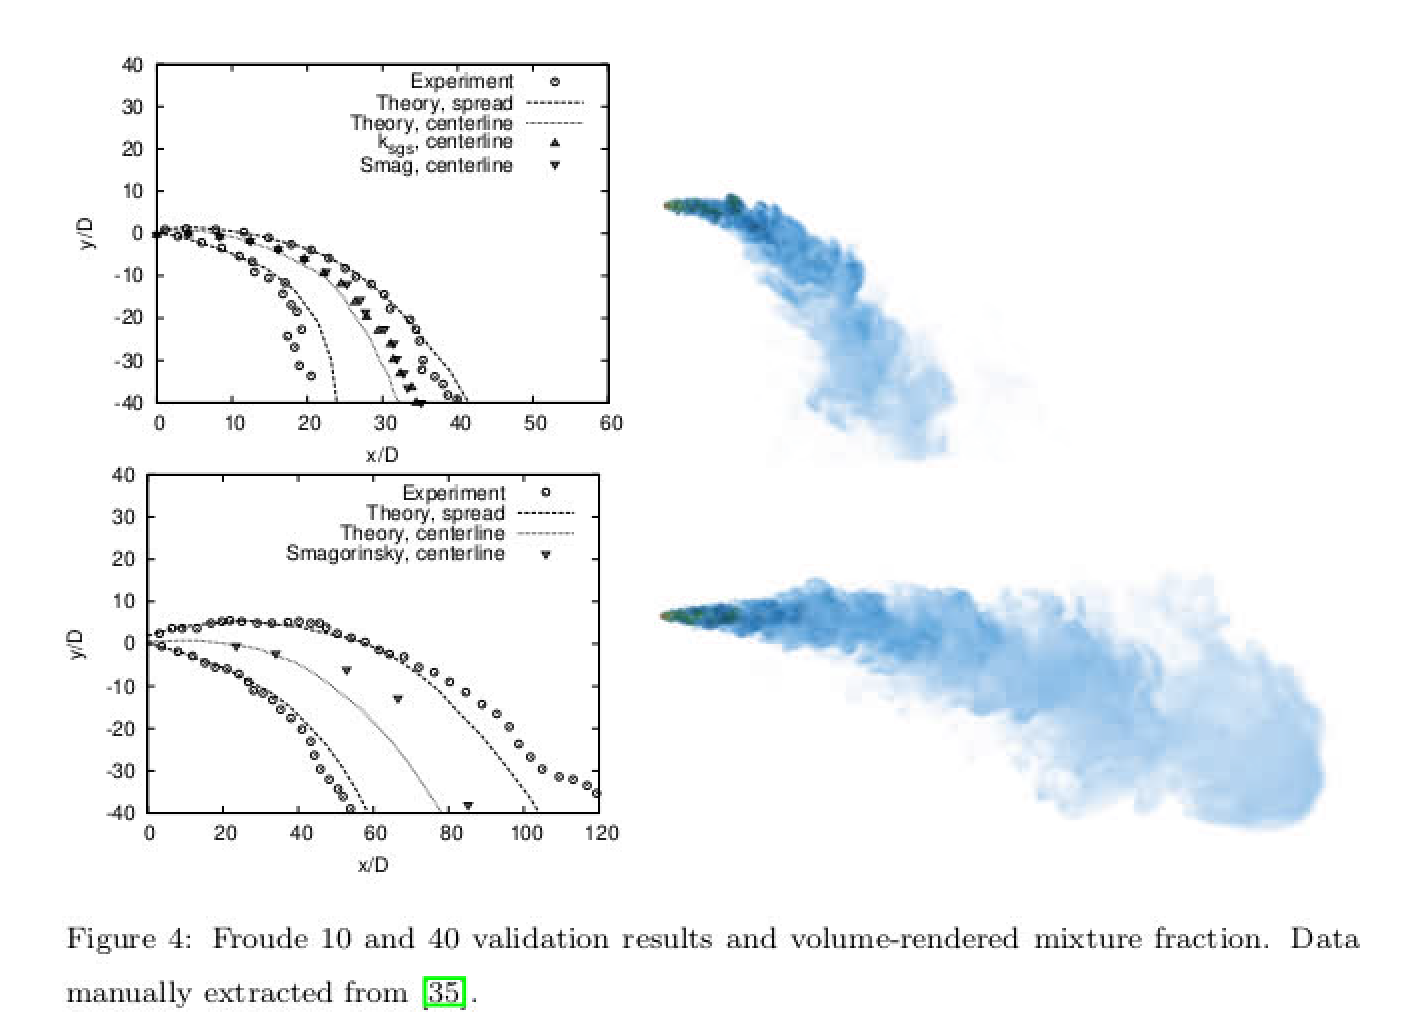 40
30
20
10
0
-10
-20
-30
-40
y/D
Experiment
Theory, spread
Theory, centerline
ksgs, centerline
Smag, centerline
0 10 20 30 40 50 60
x/D
40
30
20
10
0
-10
-20
-30
-40
y/D
Experiment
Theory, spread
Theory, centerline
Smagorinsky, centerline
0 20 40 60 80 100 120
x/D
Figure 4: Froude 10 and 40 validation results and volume-rendered mixture fraction. Data
manually extracted from [35].